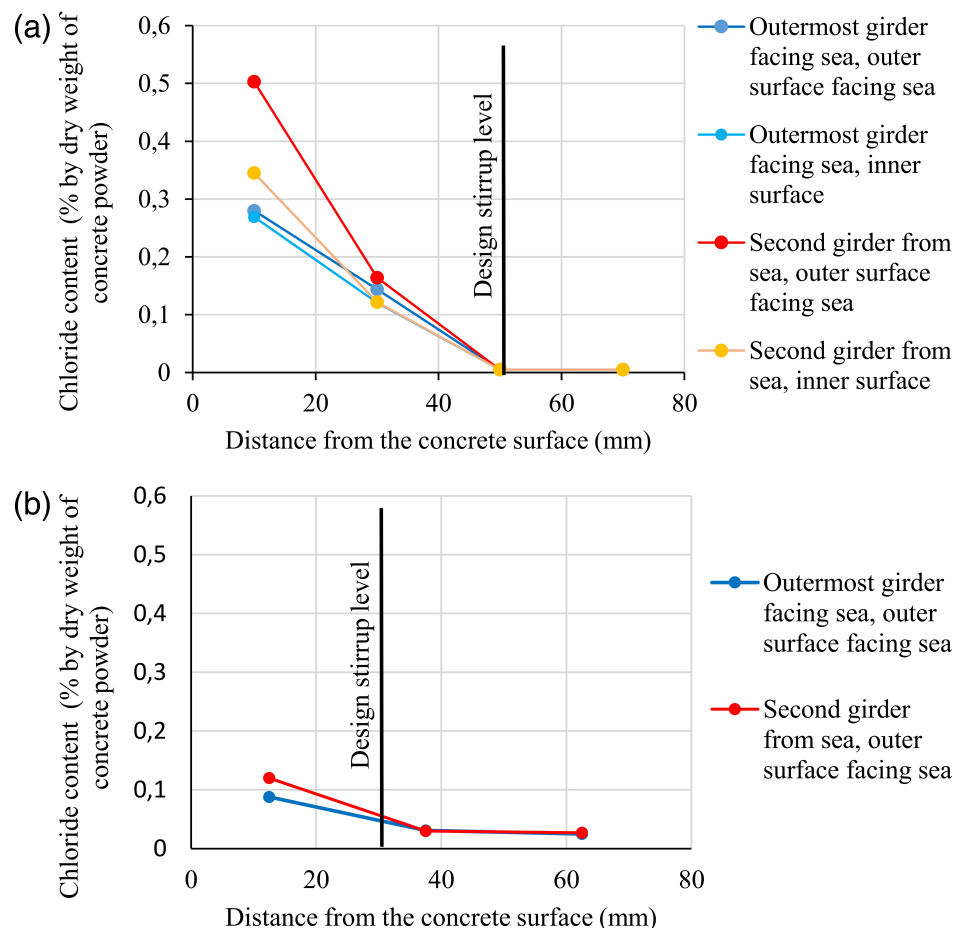 (a)
Chloride content (% by dry weight of
concrete powder)
0,6
0,5
0,4
0,3
0,2
0,1
0
Design stirrup level
0 20 40 60 80
Distance from the concrete surface (mm)
Outermost girder
facing sea, outer
surface facing sea
Outermost girder
facing sea, inner
surface
Second girder from
sea, outer surface
facing sea
Second girder from
sea, inner surface
(b)
Chloride content (% by dry weight of
concrete powder)
0,6
0,5
0,4
0,3
0,2
0,1
0
Design stirrup level
0 20 40 60 80
Distance from the concrete surface (mm)
Outermost girder
facing sea, outer
surface facing sea
Second girder
from sea, outer
surface facing sea